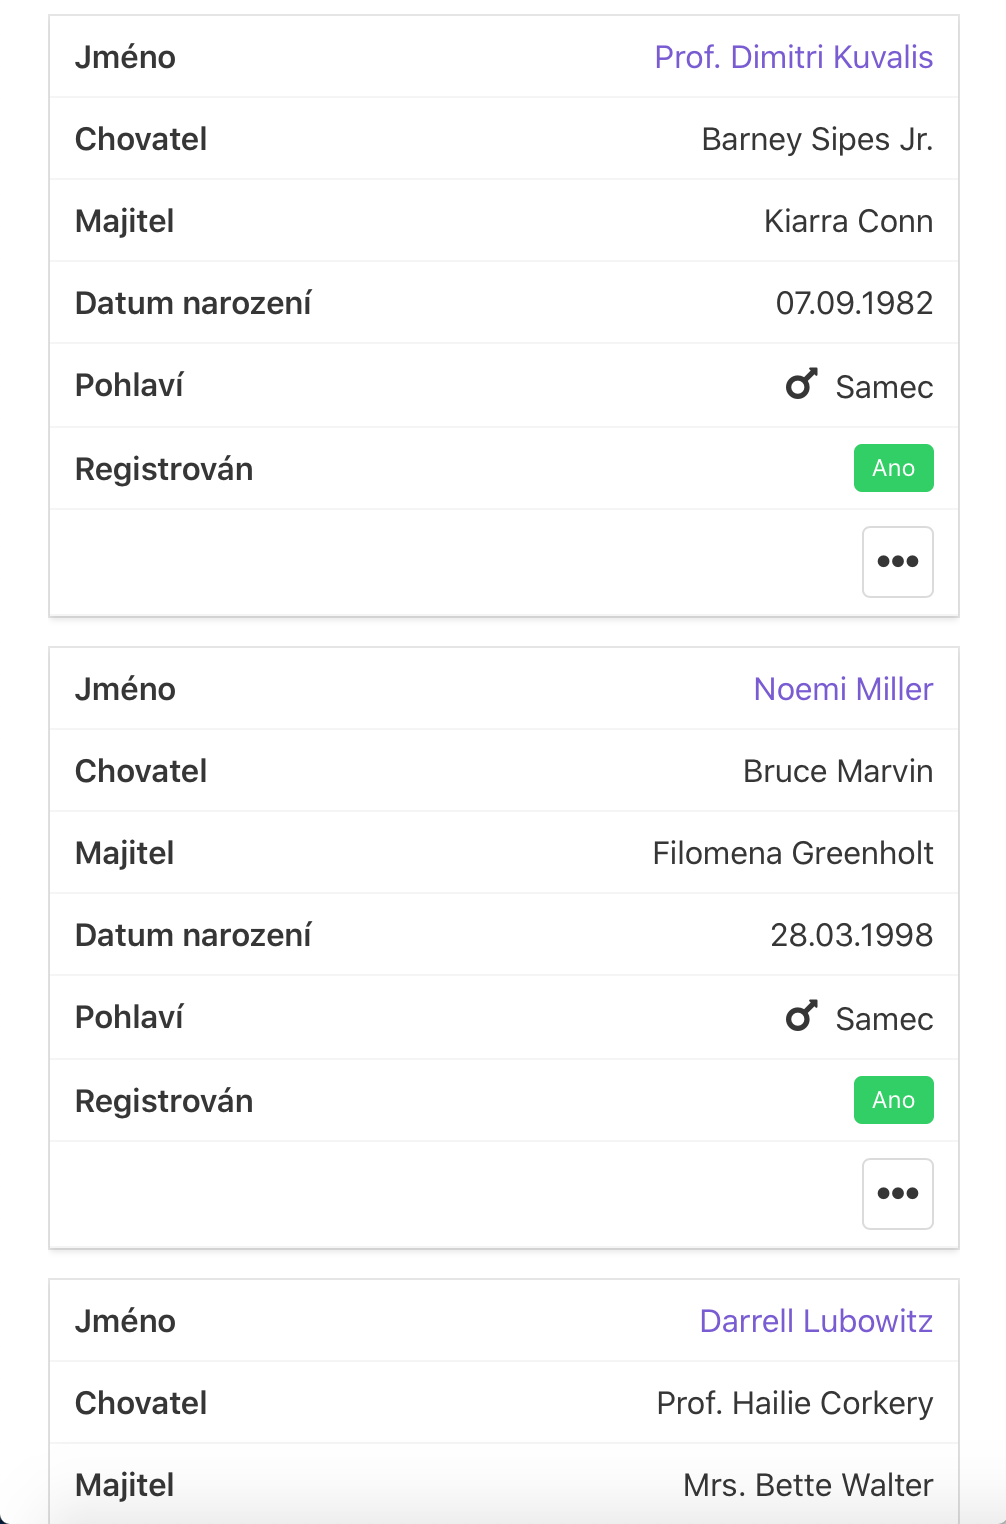 Jméno Prof. Dimitri Kuvalis
Chovatel Barney Sipes Jr.
Majitel Kiarra Conn
Datum narození 07.09.1982
Pohlaví Samec
Registrován Ano
Jméno Noemi Miller
Chovatel Bruce Marvin
Majitel Filomena Greenholt
Datum narození 28.03.1998
Pohlaví Samec
Registrován Ano
Jméno Darrell Lubowitz
Chovatel Prof. Hailie Corkery
Majitel Mrs. Bette Walter